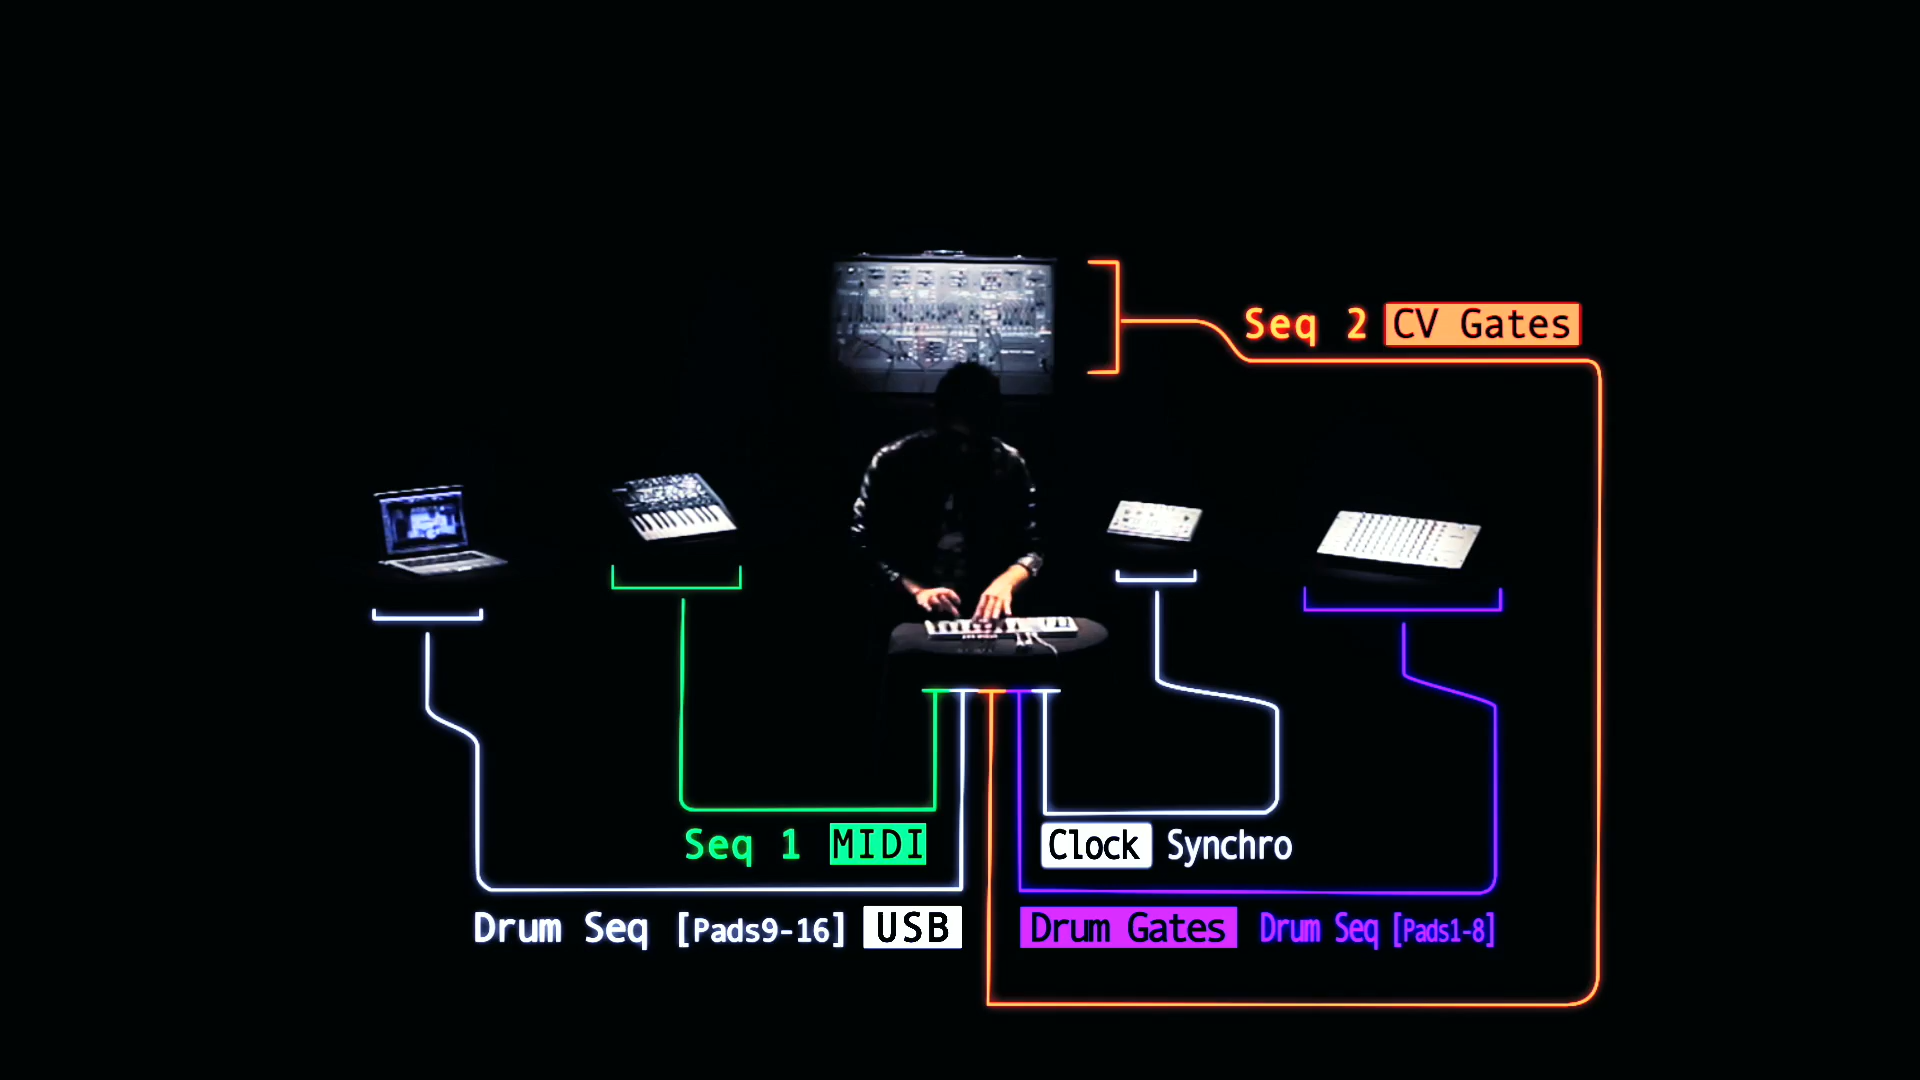 Seq 2 CV Gates
Seq 1 MIDI
Clock Synchro
Drum Seq [Pads9-16] USB
Drum Gates Drum Seq [Pads1-8]